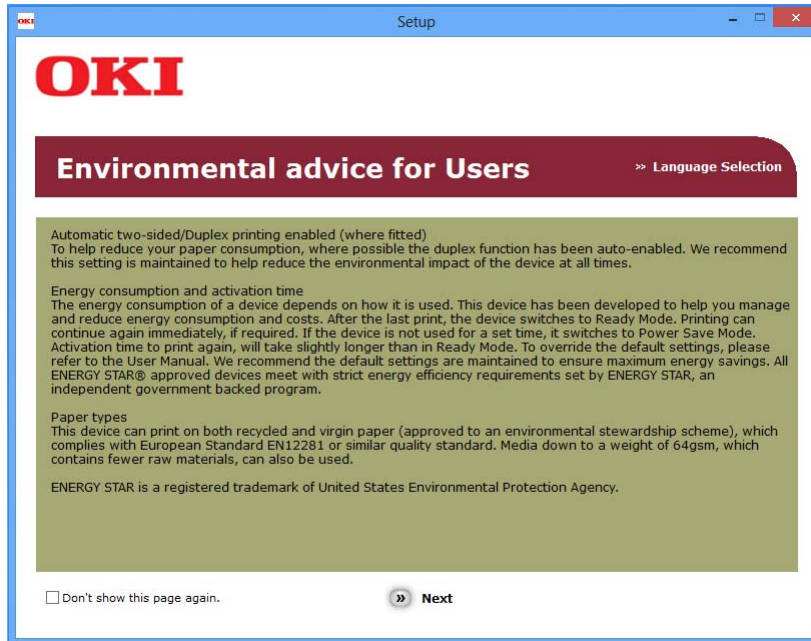 OKI
Setup
OKI
Environmental advice for Users
» Language Selection
Automatic two-sided/Duplex printing enabled (where fitted)
To help reduce your paper consumption, where possible the duplex function has been auto-enabled. We recommend
this setting is maintained to help reduce the environmental impact of the device at all times.
Energy consumption and activation time
The energy consumption of a device depends on how it is used. This device has been developed to help you manage
and reduce energy consumption and costs. After the last print, the device switches to Ready Mode. Printing can
continue again immediately, if required. If the device is not used for a set time, it switches to Power Save Mode.
Activation time to print again, will take slightly longer than in Ready Mode. To override the default settings, please
refer to the User Manual. We recommend the default settings are maintained to ensure maximum energy savings. All
ENERGY STAR® approved devices meet with strict energy efficiency requirements set by ENERGY STAR, an
independent government backed program.
Paper types
This device can print on both recycled and virgin paper (approved to an environmental stewardship scheme), which
complies with European Standard EN12281 or similar quality standard. Media down to a weight of 64gsm, which
contains fewer raw materials, can also be used.
ENERGY STAR is a registered trademark of United States Environmental Protection Agency.
Don't show this page again.
» Next